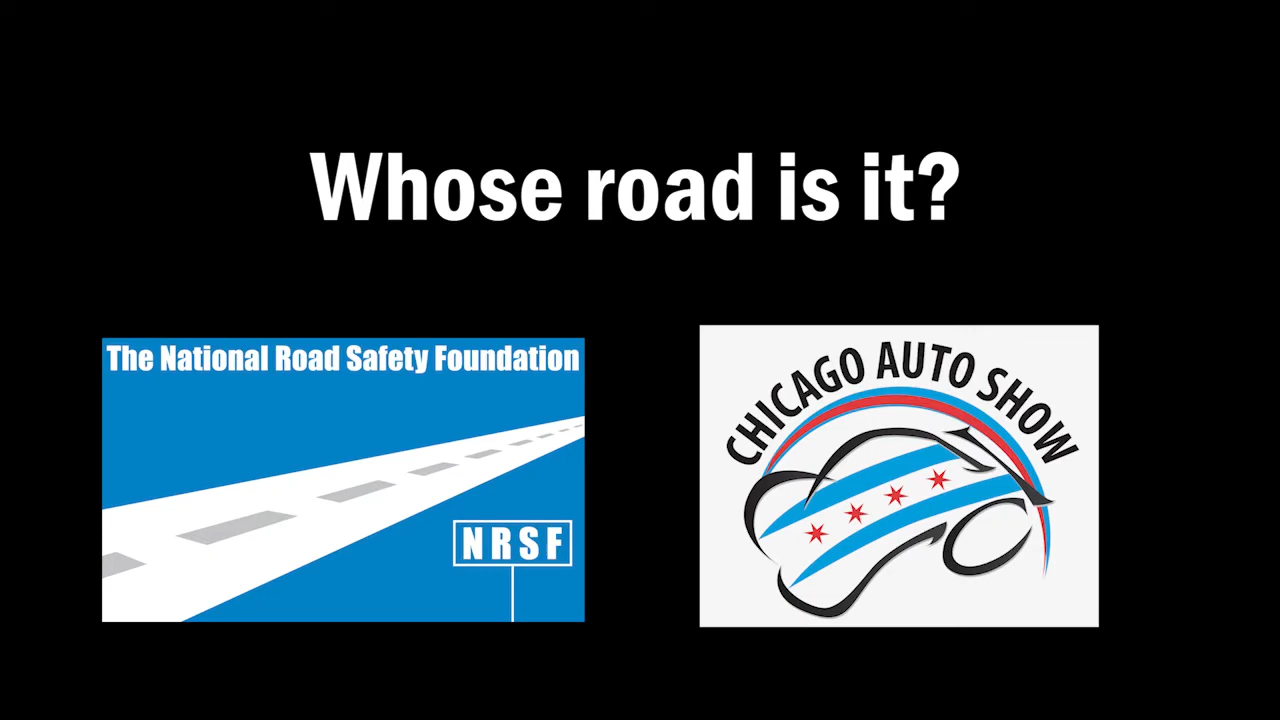 Whose road is it?
The National Road Safety Foundation
NRSF
CHICAGO AUTO SHOW